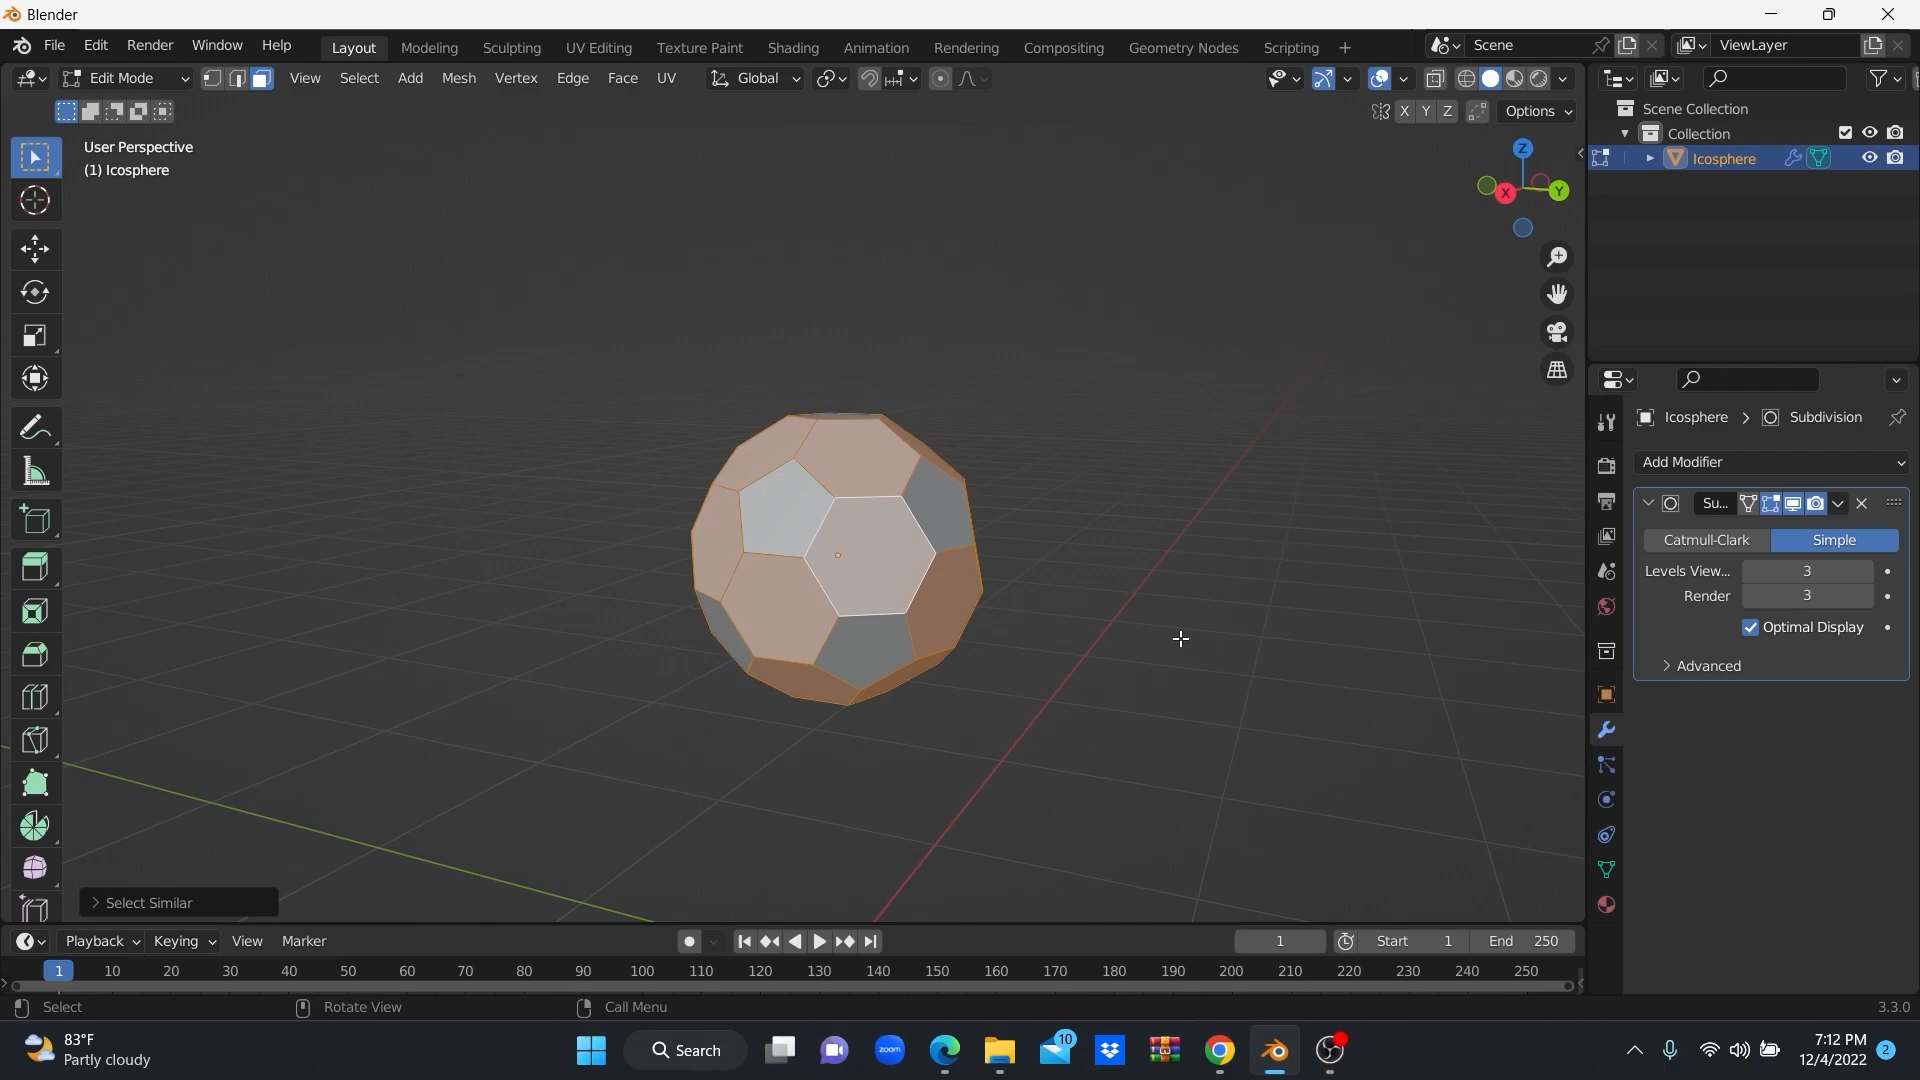 Blender
File Edit Render Window Help Layout Modeling Sculpting UV Editing Texture Paint Shading Animation Rendering Compositing Geometry Nodes Scripting + Scene ViewLayer
Edit Mode View Select Add Mesh Vertex Edge Face UV Global
X Y Z Options
User Perspective
(1) Icosphere
Z
X
Y
Scene Collection
Collection
Icosphere
Icosphere > Subdivision
Add Modifier
Su...
Catmull-Clark Simple
Levels View... 3
Render 3
Optimal Display
Advanced
Select Similar
Playback Keying View Marker 1 Start 1 End 250
1 10 20 30 40 50 60 70 80 90 100 110 120 130 140 150 160 170 180 190 200 210 220 230 240 250
Select Rotate View Call Menu 3.3.0
83°F
Partly cloudy
Search
zoom
10
7:12 PM
12/4/2022
2